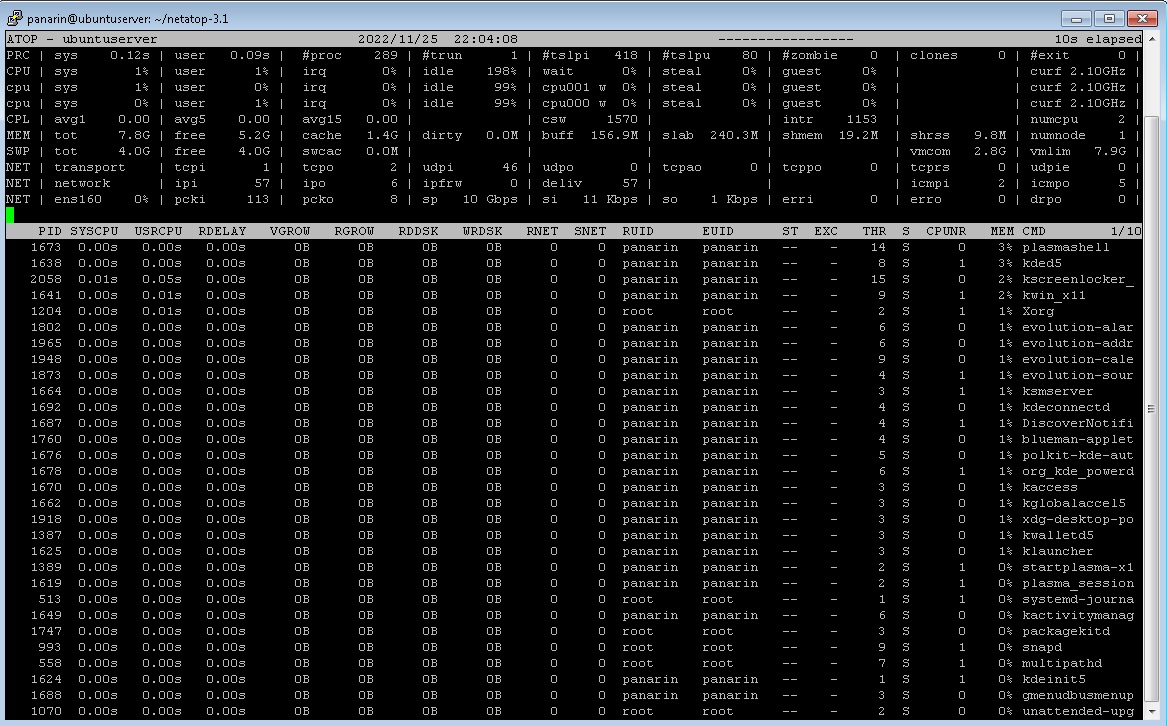 panarin@ubuntuserver: ~/netatop-3.1
ATOP - ubuntuserver 2022/11/25 22:04:08 ----------------- 10s elapsed
PRC | sys 0.12s | user 0.09s | #proc 289 | #trun 1 | #tslpi 418 | #tslpu 80 | #zombie 0 | clones 0 | #exit 0 |
CPU | sys 1% | user 1% | irq 0% | idle 198% | wait 0% | steal 0% | guest 0% | | curf 2.10GHz |
cpu | sys 1% | user 0% | irq 0% | idle 99% | cpu001 w 0% | steal 0% | guest 0% | | curf 2.10GHz |
cpu | sys 0% | user 1% | irq 0% | idle 99% | cpu000 w 0% | steal 0% | guest 0% | | curf 2.10GHz |
CPL | avg1 0.00 | avg5 0.00 | avg15 0.00 | | csw 1570 | | intr 1153 | | numcpu 2 |
MEM | tot 7.8G | free 5.2G | cache 1.4G | dirty 0.0M | buff 156.9M | slab 240.3M | shmem 19.2M | shrss 9.8M | numnode 1 |
SWP | tot 4.0G | free 4.0G | swcac 0.0M | | | | | vmcom 2.8G | vmlim 7.9G |
NET | transport | tcpi 1 | tcpo 2 | udpi 46 | udpo 0 | tcpao 0 | tcppo 0 | tcprs 0 | udpie 0 |
NET | network | ipi 57 | ipo 6 | ipfrw 0 | deliv 57 | | | icmpi 2 | icmpo 5 |
NET | ens160 0% | pcki 113 | pcko 8 | sp 10 Gbps | si 11 Kbps | so 1 Kbps | erri 0 | erro 0 | drpo 0 |
PID SYSCPU USRCPU RDELAY VGROW RGROW RDDSK WRDSK RNET SNET RUID EUID ST EXC THR S CPUNR MEM CMD 1/10
1673 0.00s 0.00s 0.00s 0B 0B 0B 0B 0 0 panarin panarin -- - 14 S 0 3% plasmashell
1638 0.00s 0.00s 0.00s 0B 0B 0B 0B 0 0 panarin panarin -- - 8 S 1 3% kded5
2058 0.01s 0.05s 0.00s 0B 0B 0B 0B 0 0 panarin panarin -- - 15 S 0 2% kscreenlocker_
1641 0.00s 0.01s 0.00s 0B 0B 0B 0B 0 0 panarin panarin -- - 9 S 1 2% kwin_x11
1204 0.00s 0.01s 0.00s 0B 0B 0B 0B 0 0 root root -- - 2 S 1 1% Xorg
1802 0.00s 0.00s 0.00s 0B 0B 0B 0B 0 0 panarin panarin -- - 6 S 0 1% evolution-alar
1965 0.00s 0.00s 0.00s 0B 0B 0B 0B 0 0 panarin panarin -- - 6 S 0 1% evolution-addr
1948 0.00s 0.00s 0.00s 0B 0B 0B 0B 0 0 panarin panarin -- - 9 S 0 1% evolution-cale
1873 0.00s 0.00s 0.00s 0B 0B 0B 0B 0 0 panarin panarin -- - 4 S 1 1% evolution-sour
1664 0.00s 0.00s 0.00s 0B 0B 0B 0B 0 0 panarin panarin -- - 3 S 1 1% ksmserver
1692 0.00s 0.00s 0.00s 0B 0B 0B 0B 0 0 panarin panarin -- - 4 S 0 1% kdeconnectd
1687 0.00s 0.00s 0.00s 0B 0B 0B 0B 0 0 panarin panarin -- - 4 S 1 1% DiscoverNotifi
1760 0.00s 0.00s 0.00s 0B 0B 0B 0B 0 0 panarin panarin -- - 4 S 0 1% blueman-applet
1676 0.00s 0.00s 0.00s 0B 0B 0B 0B 0 0 panarin panarin -- - 5 S 0 1% polkit-kde-aut
1678 0.00s 0.00s 0.00s 0B 0B 0B 0B 0 0 panarin panarin -- - 6 S 1 1% org_kde_powerd
1670 0.00s 0.00s 0.00s 0B 0B 0B 0B 0 0 panarin panarin -- - 3 S 0 1% kaccess
1662 0.00s 0.00s 0.00s 0B 0B 0B 0B 0 0 panarin panarin -- - 3 S 0 1% kglobalaccel5
1918 0.00s 0.00s 0.00s 0B 0B 0B 0B 0 0 panarin panarin -- - 3 S 0 1% xdg-desktop-po
1387 0.00s 0.00s 0.00s 0B 0B 0B 0B 0 0 panarin panarin -- - 3 S 0 1% kwalletd5
1625 0.00s 0.00s 0.00s 0B 0B 0B 0B 0 0 panarin panarin -- - 3 S 0 1% klauncher
1389 0.00s 0.00s 0.00s 0B 0B 0B 0B 0 0 panarin panarin -- - 2 S 1 0% startplasma-x1
1619 0.00s 0.00s 0.00s 0B 0B 0B 0B 0 0 panarin panarin -- - 2 S 1 0% plasma_session
513 0.00s 0.00s 0.00s 0B 0B 0B 0B 0 0 root root -- - 1 S 1 0% systemd-journa
1649 0.00s 0.00s 0.00s 0B 0B 0B 0B 0 0 panarin panarin -- - 6 S 0 0% kactivitymanag
1747 0.00s 0.00s 0.00s 0B 0B 0B 0B 0 0 root root -- - 3 S 0 0% packagekitd
993 0.00s 0.00s 0.00s 0B 0B 0B 0B 0 0 root root -- - 9 S 1 0% snapd
558 0.00s 0.00s 0.00s 0B 0B 0B 0B 0 0 root root -- - 7 S 1 0% multipathd
1624 0.00s 0.00s 0.00s 0B 0B 0B 0B 0 0 panarin panarin -- - 1 S 1 0% kdeinit5
1688 0.00s 0.00s 0.00s 0B 0B 0B 0B 0 0 panarin panarin -- - 3 S 0 0% gmenudbusmenup
1070 0.00s 0.00s 0.00s 0B 0B 0B 0B 0 0 root root -- - 2 S 0 0% unattended-upg